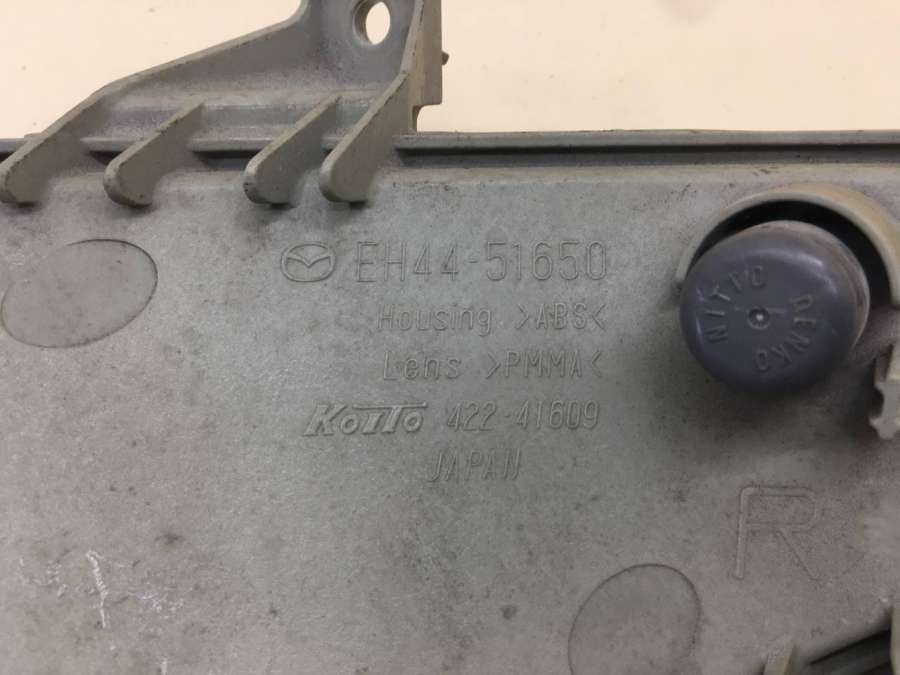 EH44-51650
Housing >ABS<
Lens >PMMA<
KOITO 422-41609
JAPAN
NITTO DENKO
R